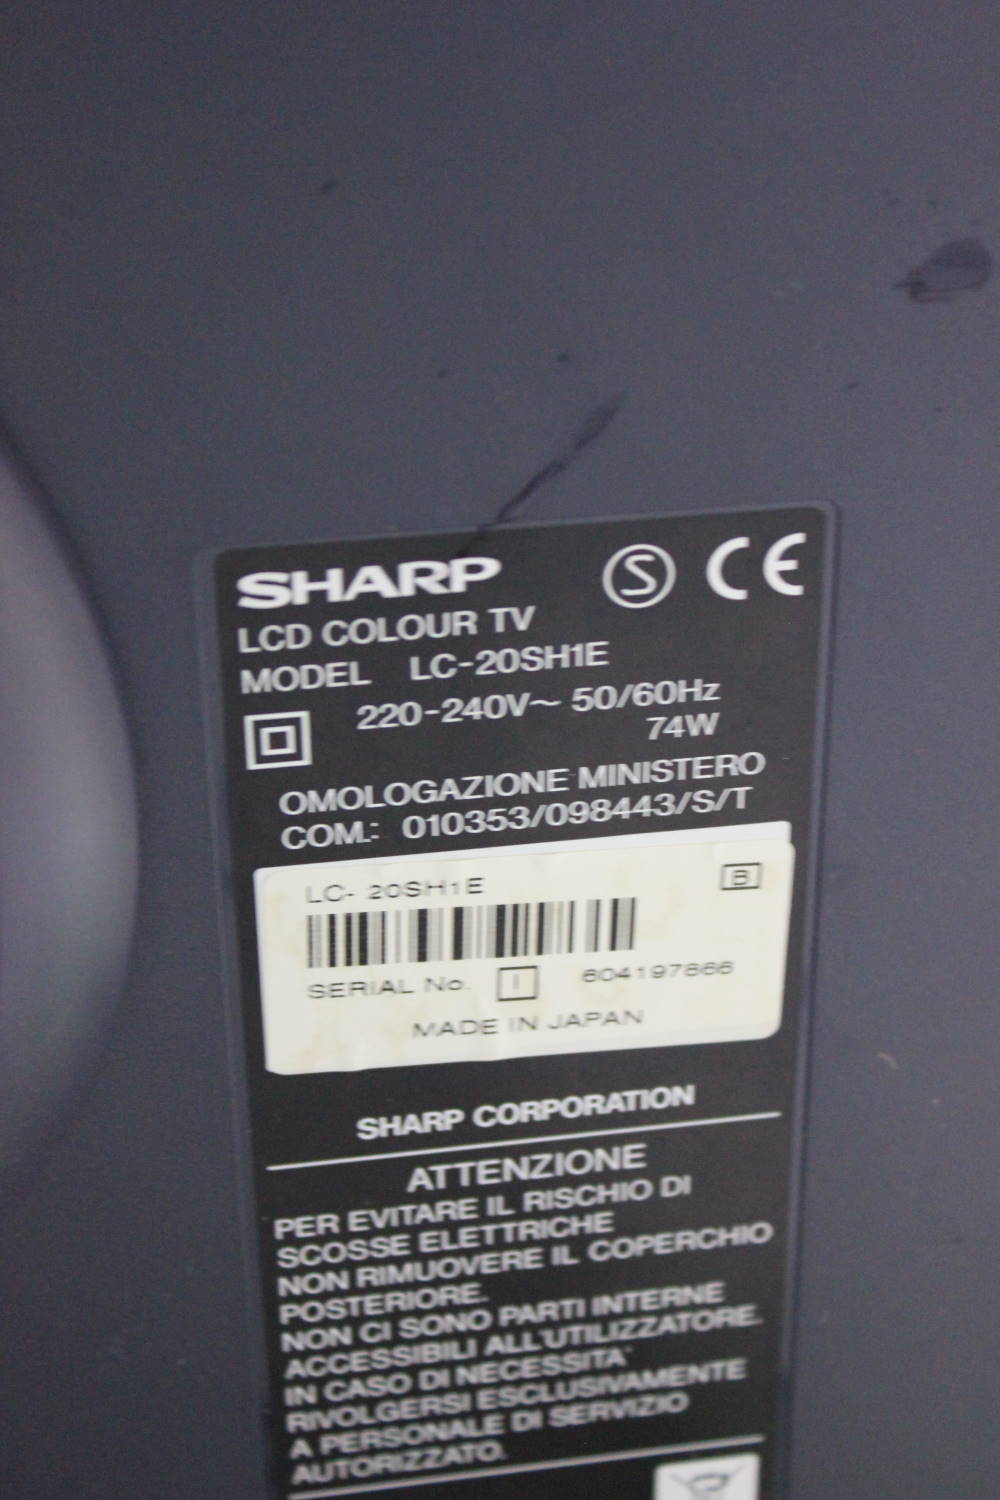 SHARP S CE
LCD COLOUR TV
MODEL LC-20SH1E
220-240V~ 50/60Hz
74W
OMOLOGAZIONE MINISTERO
COM.: 010353/098443/S/T
LC- 20SH1E B
SERIAL No. I 604197866
MADE IN JAPAN
SHARP CORPORATION
ATTENZIONE
PER EVITARE IL RISCHIO DI
SCOSSE ELETTRICHE
NON RIMUOVERE IL COPERCHIO
POSTERIORE.
NON CI SONO PARTI INTERNE
ACCESSIBILI ALL'UTILIZZATORE.
IN CASO DI NECESSITA'
RIVOLGERSI ESCLUSIVAMENTE
A PERSONALE DI SERVIZIO
AUTORIZZATO.